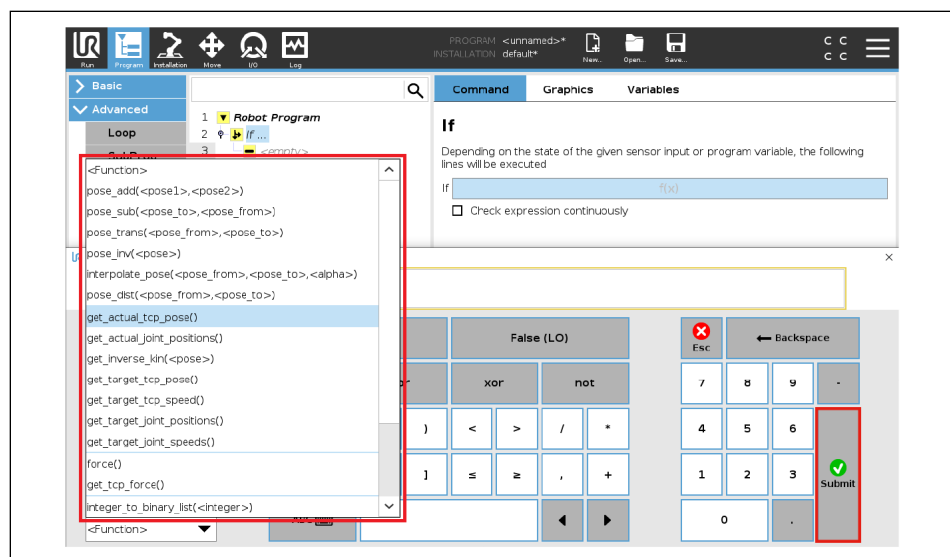 PROGRAM <unnamed>*
INSTALLATION default*
Run Program Installation Move I/O Log New... Open... Save...
C C
C C
Basic
Command Graphics Variables
Advanced
Loop
1 Robot Program
2 If ...
3 <empty>
If
Depending on the state of the given sensor input or program variable, the following
lines will be executed
If f(x)
Check expression continuously
<Function>
pose_add(<pose1>,<pose2>)
pose_sub(<pose_to>,<pose_from>)
pose_trans(<pose_from>,<pose_to>)
pose_inv(<pose>)
interpolate_pose(<pose_from>,<pose_to>,<alpha>)
pose_dist(<pose_from>,<pose_to>)
get_actual_tcp_pose()
get_actual_joint_positions()
get_inverse_kin(<pose>)
get_target_tcp_pose()
get_target_tcp_speed()
get_target_joint_positions()
get_target_joint_speeds()
force()
get_tcp_force()
integer_to_binary_list(<integer>)
<Function>
False (LO) Esc Backspace
xor not 7 8 9 -
) < > / * 4 5 6
] ≤ ≥ , + 1 2 3 Submit
0 .